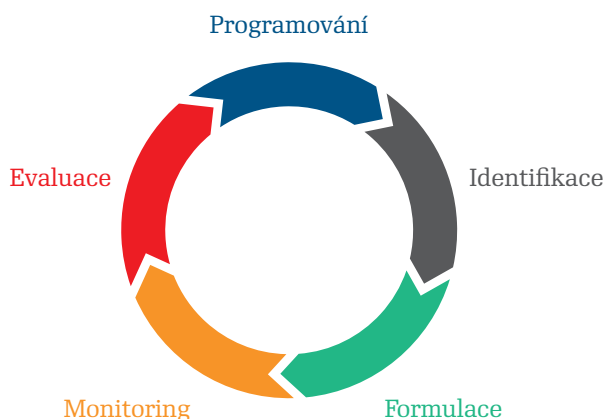 Programování
Evaluace
Identifikace
Monitoring
Formulace